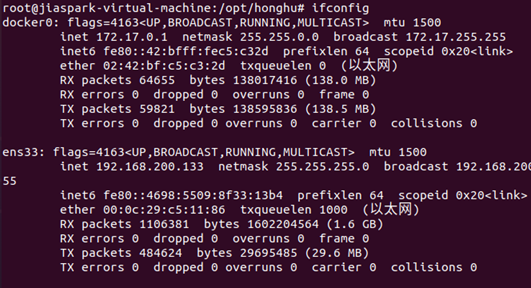 root@jiaspark-virtual-machine:/opt/honghu# ifconfig
docker0: flags=4163<UP,BROADCAST,RUNNING,MULTICAST>  mtu 1500
        inet 172.17.0.1  netmask 255.255.0.0  broadcast 172.17.255.255
        inet6 fe80::42:bfff:fec5:c32d  prefixlen 64  scopeid 0x20<link>
        ether 02:42:bf:c5:c3:2d  txqueuelen 0  (以太网)
        RX packets 64655  bytes 138017416 (138.0 MB)
        RX errors 0  dropped 0  overruns 0  frame 0
        TX packets 59821  bytes 138595836 (138.5 MB)
        TX errors 0  dropped 0 overruns 0  carrier 0  collisions 0

ens33: flags=4163<UP,BROADCAST,RUNNING,MULTICAST>  mtu 1500
        inet 192.168.200.133  netmask 255.255.255.0  broadcast 192.168.200.2
55
        inet6 fe80::4698:5509:8f33:13b4  prefixlen 64  scopeid 0x20<link>
        ether 00:0c:29:c5:11:86  txqueuelen 1000  (以太网)
        RX packets 1106381  bytes 1602204564 (1.6 GB)
        RX errors 0  dropped 0  overruns 0  frame 0
        TX packets 484624  bytes 29695485 (29.6 MB)
        TX errors 0  dropped 0 overruns 0  carrier 0  collisions 0